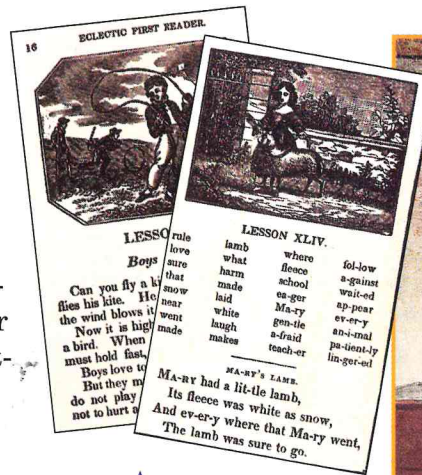 16 ECLECTIC FIRST READER.
LESSO
Boys
Can you fly a ki
flies his kite. He
the wind blows it
Now it is high
a bird. When
must hold fast,
Boys love to
But they m
do not play
not to hurt a
LESSON XLIV.
rule lamb where fol-low
love what fleece a-gainst
sure harm school wait-ed
that made ea-ger ap-pear
snow laid Ma-ry ev-er-y
near white gen-tle an-i-mal
went laugh a-fraid pa-tient-ly
made makes teach-er lin-ger-ed
MA-RY'S LAMB.
MA-RY had a lit-tle lamb,
Its fleece was white as snow,
And ev-er-y where that Ma-ry went,
The lamb was sure to go.